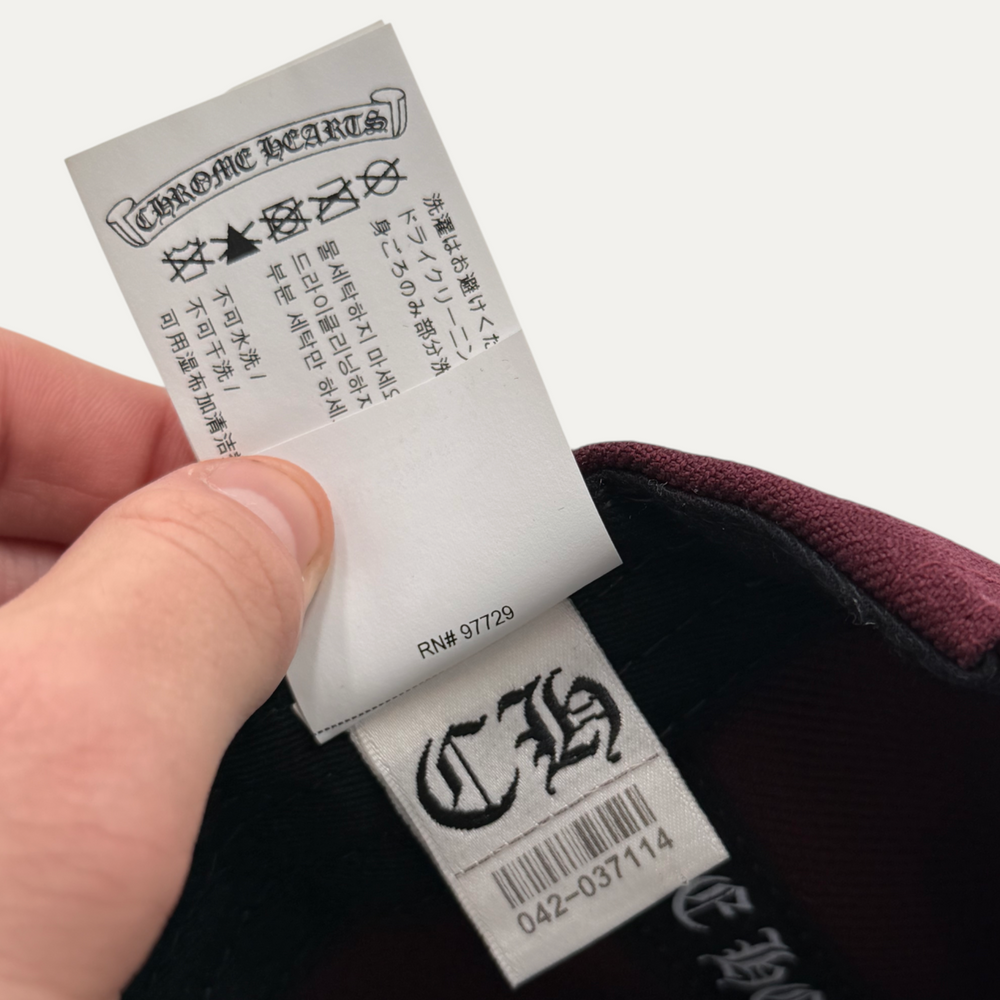 CHROME HEARTS
洗濯はお避けくだ
ドライクリーニン
身ごろのみ部分洗
물세탁하지 마세요
드라이클리닝하지
부분 세탁만 하세.
不可水洗/
不可干洗/
可用湿布加清洁
RN# 97729
CH
042-037114
C H